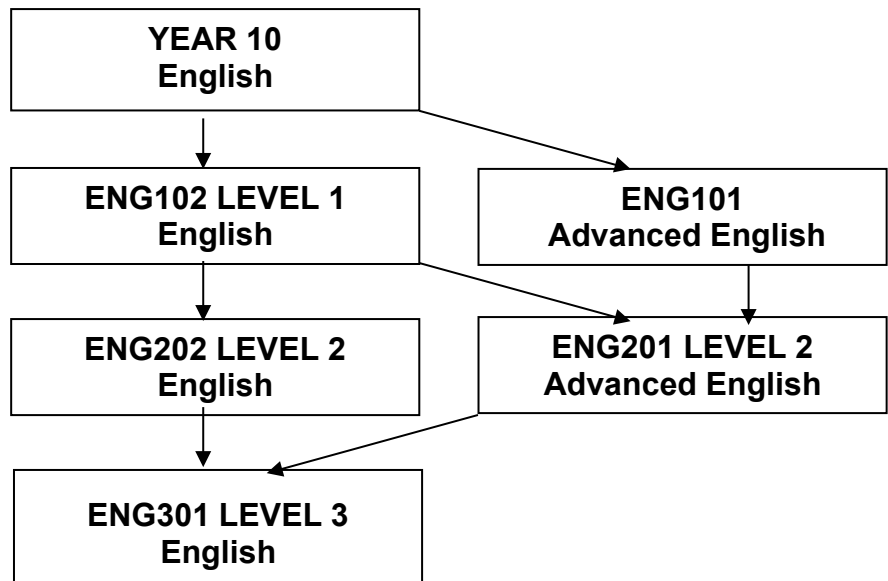 YEAR 10
English
ENG102 LEVEL 1
English
ENG101
Advanced English
ENG202 LEVEL 2
English
ENG201 LEVEL 2
Advanced English
ENG301 LEVEL 3
English